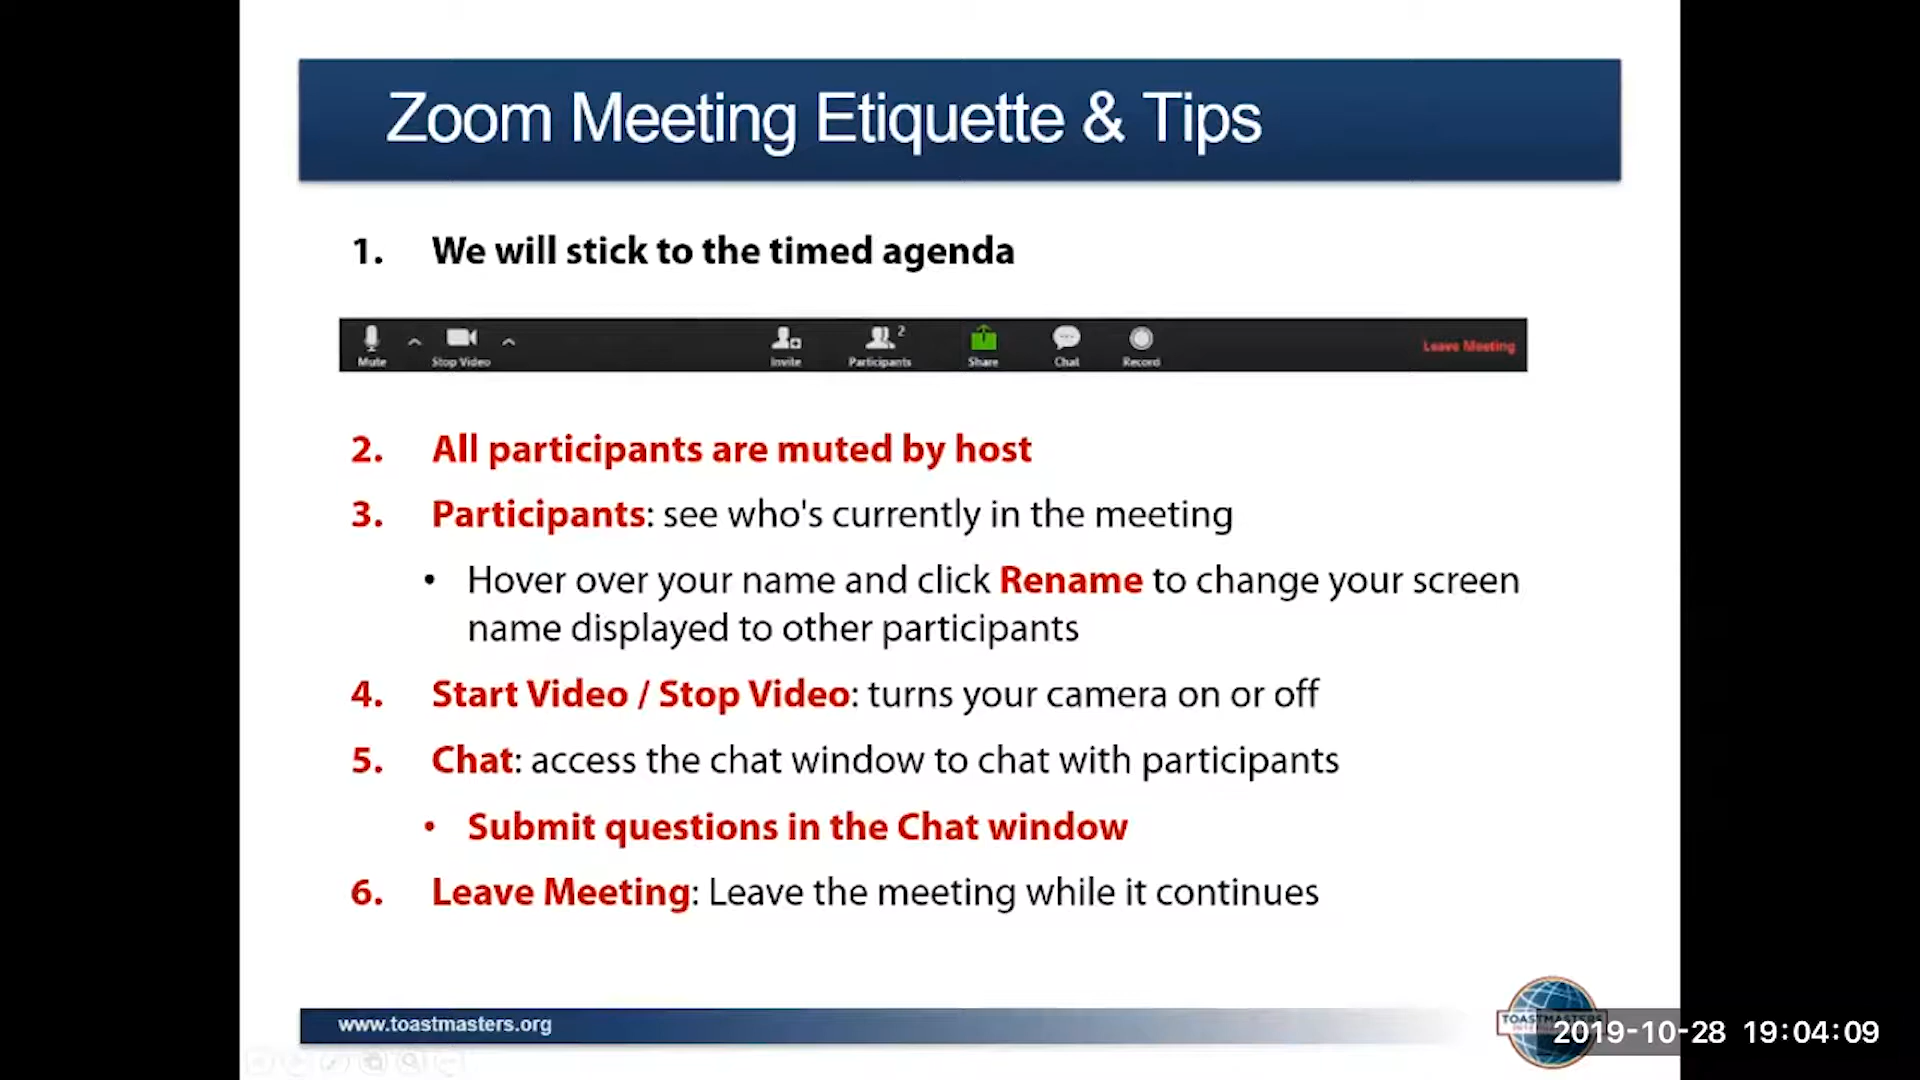 Zoom Meeting Etiquette & Tips
1. We will stick to the timed agenda
Mute Stop Video Invite Participants 2 Share Chat Record Leave Meeting
2. All participants are muted by host
3. Participants: see who's currently in the meeting
• Hover over your name and click Rename to change your screen
name displayed to other participants
4. Start Video / Stop Video: turns your camera on or off
5. Chat: access the chat window to chat with participants
• Submit questions in the Chat window
6. Leave Meeting: Leave the meeting while it continues
www.toastmasters.org
TOASTMASTERS
2019-10-28 19:04:09